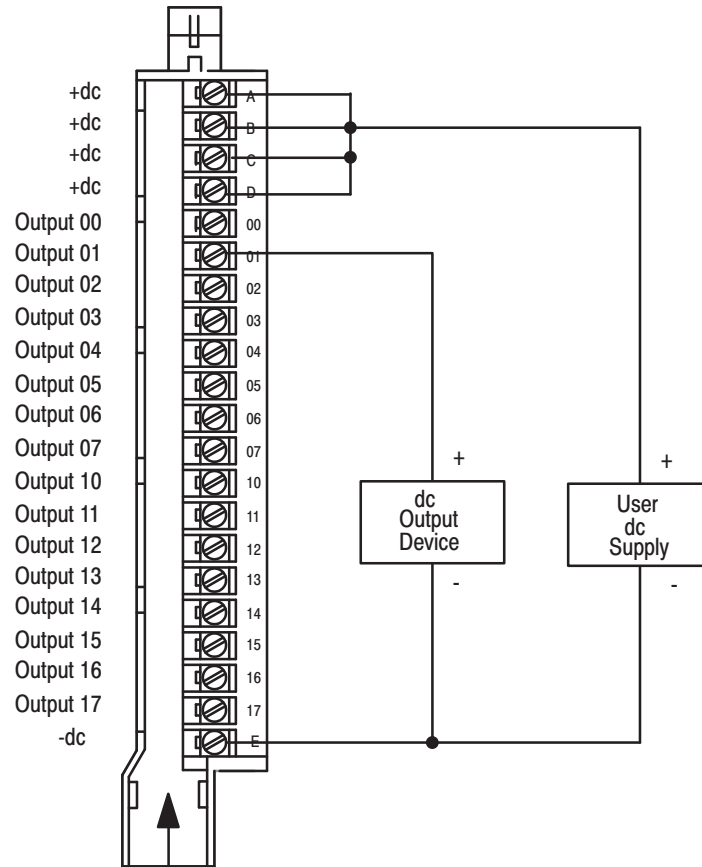 +dc A
+dc B
+dc C
+dc D
Output 00 00
Output 01 01
Output 02 02
Output 03 03
Output 04 04
Output 05 05
Output 06 06
Output 07 07
+
+
Output 10 10
dc
Output
Device
User
dc
Supply
Output 11 11
Output 12 12
Output 13 13
-
-
Output 14 14
Output 15 15
Output 16 16
Output 17 17
-dc E